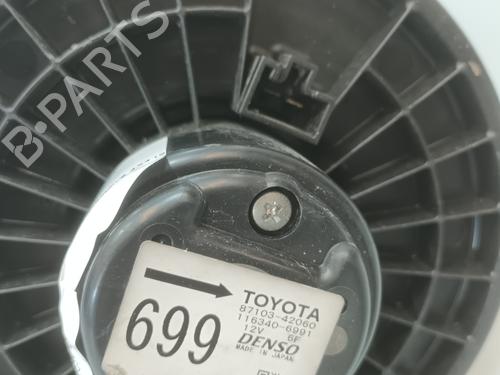 B-PARTS
TOYOTA
87103-42060
116340-6991
12V 6F
699
DENSO
MADE IN JAPAN